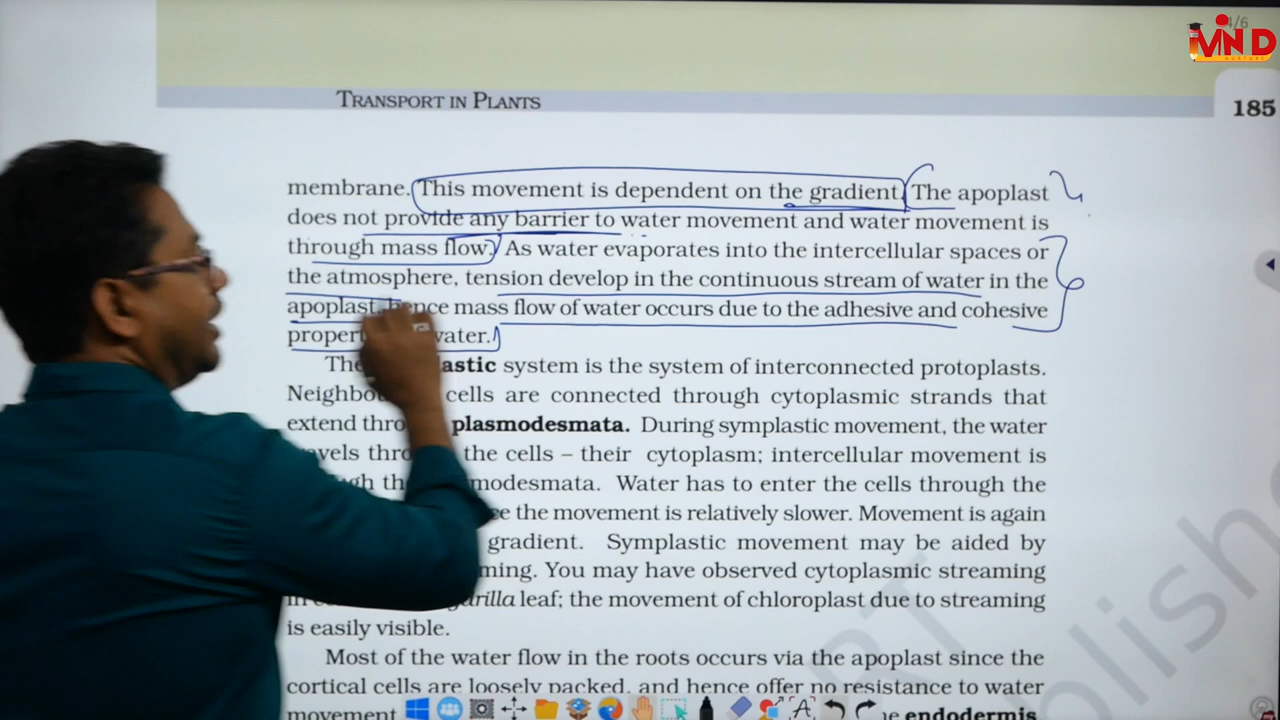 4/6
MIND
NURTURE
TRANSPORT IN PLANTS
185
membrane. This movement is dependent on the gradient. The apoplast
does not provide any barrier to water movement and water movement is
through mass flow. As water evaporates into the intercellular spaces or
the atmosphere, tension develop in the continuous stream of water in the
apoplast, hence mass flow of water occurs due to the adhesive and cohesive
water.
The system is the system of interconnected protoplasts.
cells are connected through cytoplasmic strands that
extend plasmodesmata. During symplastic movement, the water
the cells – their cytoplasm; intercellular movement is
Water has to enter the cells through the
the movement is relatively slower. Movement is again
gradient. Symplastic movement may be aided by
You may have observed cytoplasmic streaming
leaf; the movement of chloroplast due to streaming
is easily visible.
Most of the water flow in the roots occurs via the apoplast since the
cortical cells are loosely packed, and hence offer no resistance to water
movement endodermis